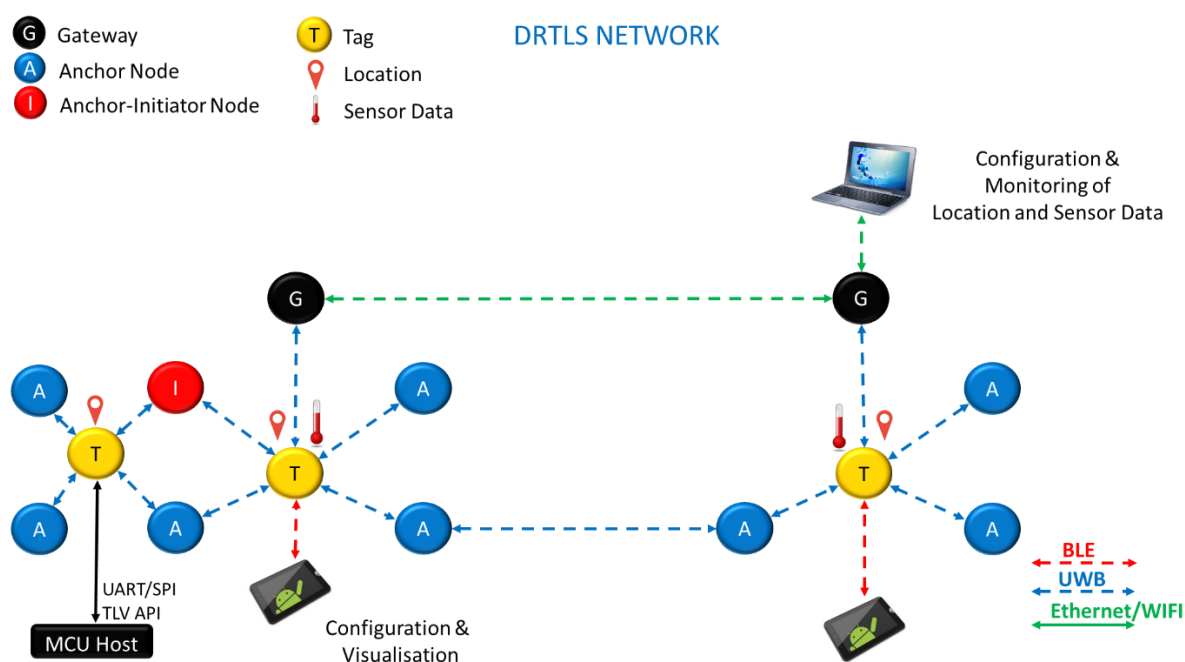 DRTLS NETWORK
G Gateway
A Anchor Node
I Anchor-Initiator Node
T Tag
Location
Sensor Data
Configuration &
Monitoring of
Location and Sensor Data
G
G
A
I
A
A
T
T
T
A
A
A
A
A
UART/SPI
TLV API
MCU Host
Configuration &
Visualisation
BLE
UWB
Ethernet/WIFI